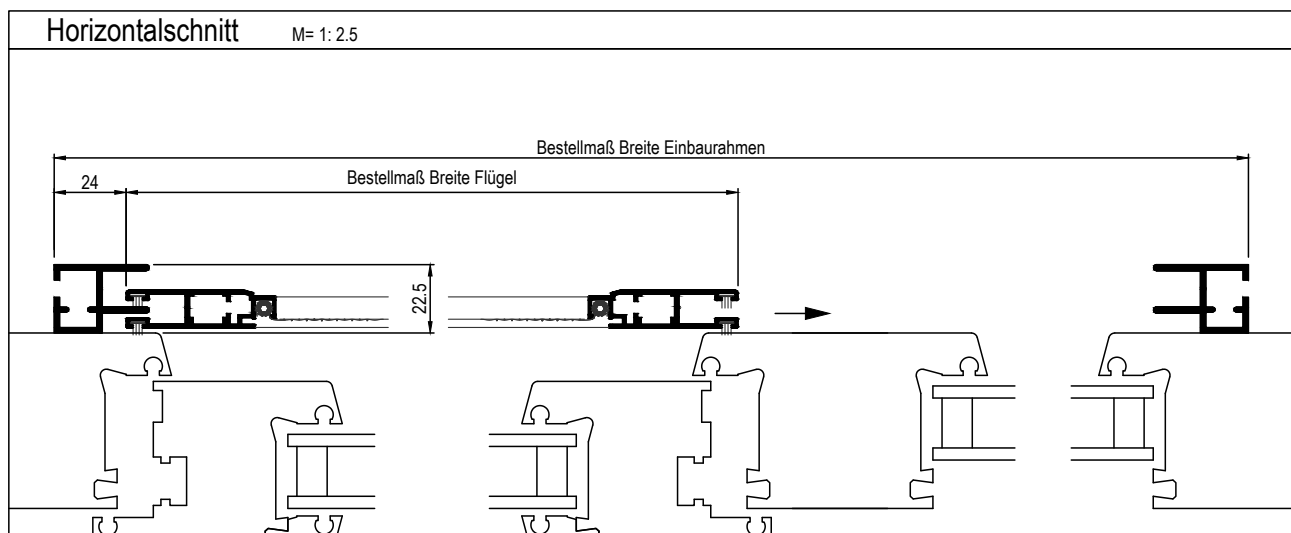 Horizontalschnitt M= 1: 2.5
Bestellmaß Breite Einbaurahmen
24
Bestellmaß Breite Flügel
22.5